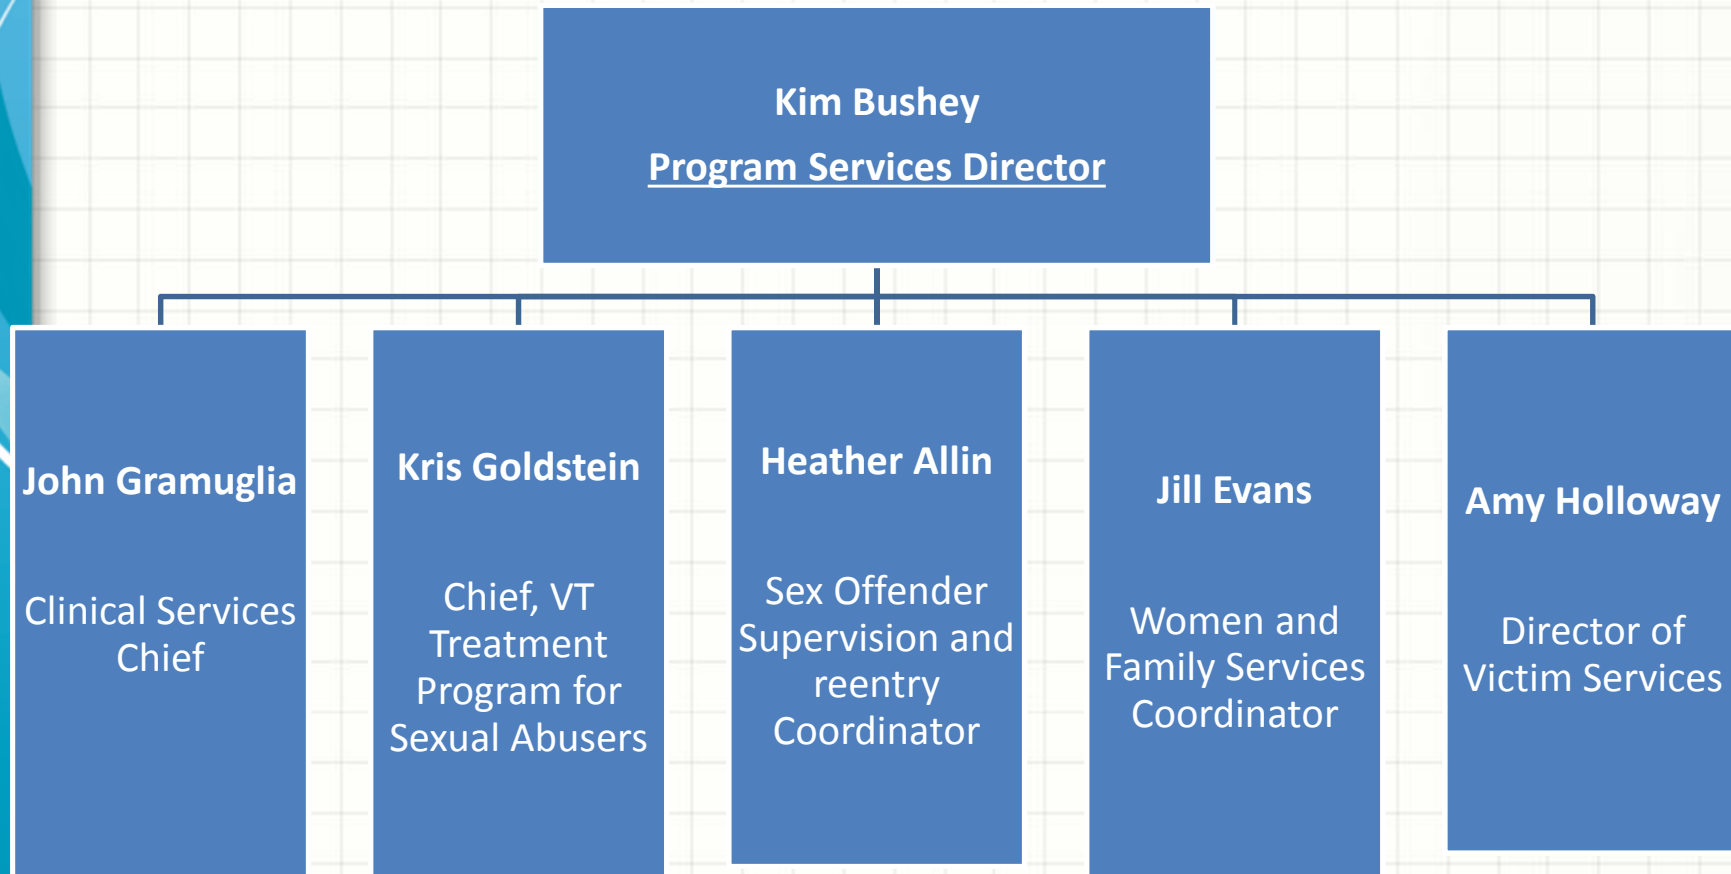 Kim Bushey
Program Services Director
John Gramuglia
Clinical Services
Chief
Kris Goldstein
Chief, VT
Treatment
Program for
Sexual Abusers
Heather Allin
Sex Offender
Supervision and
reentry
Coordinator
Jill Evans
Women and
Family Services
Coordinator
Amy Holloway
Director of
Victim Services